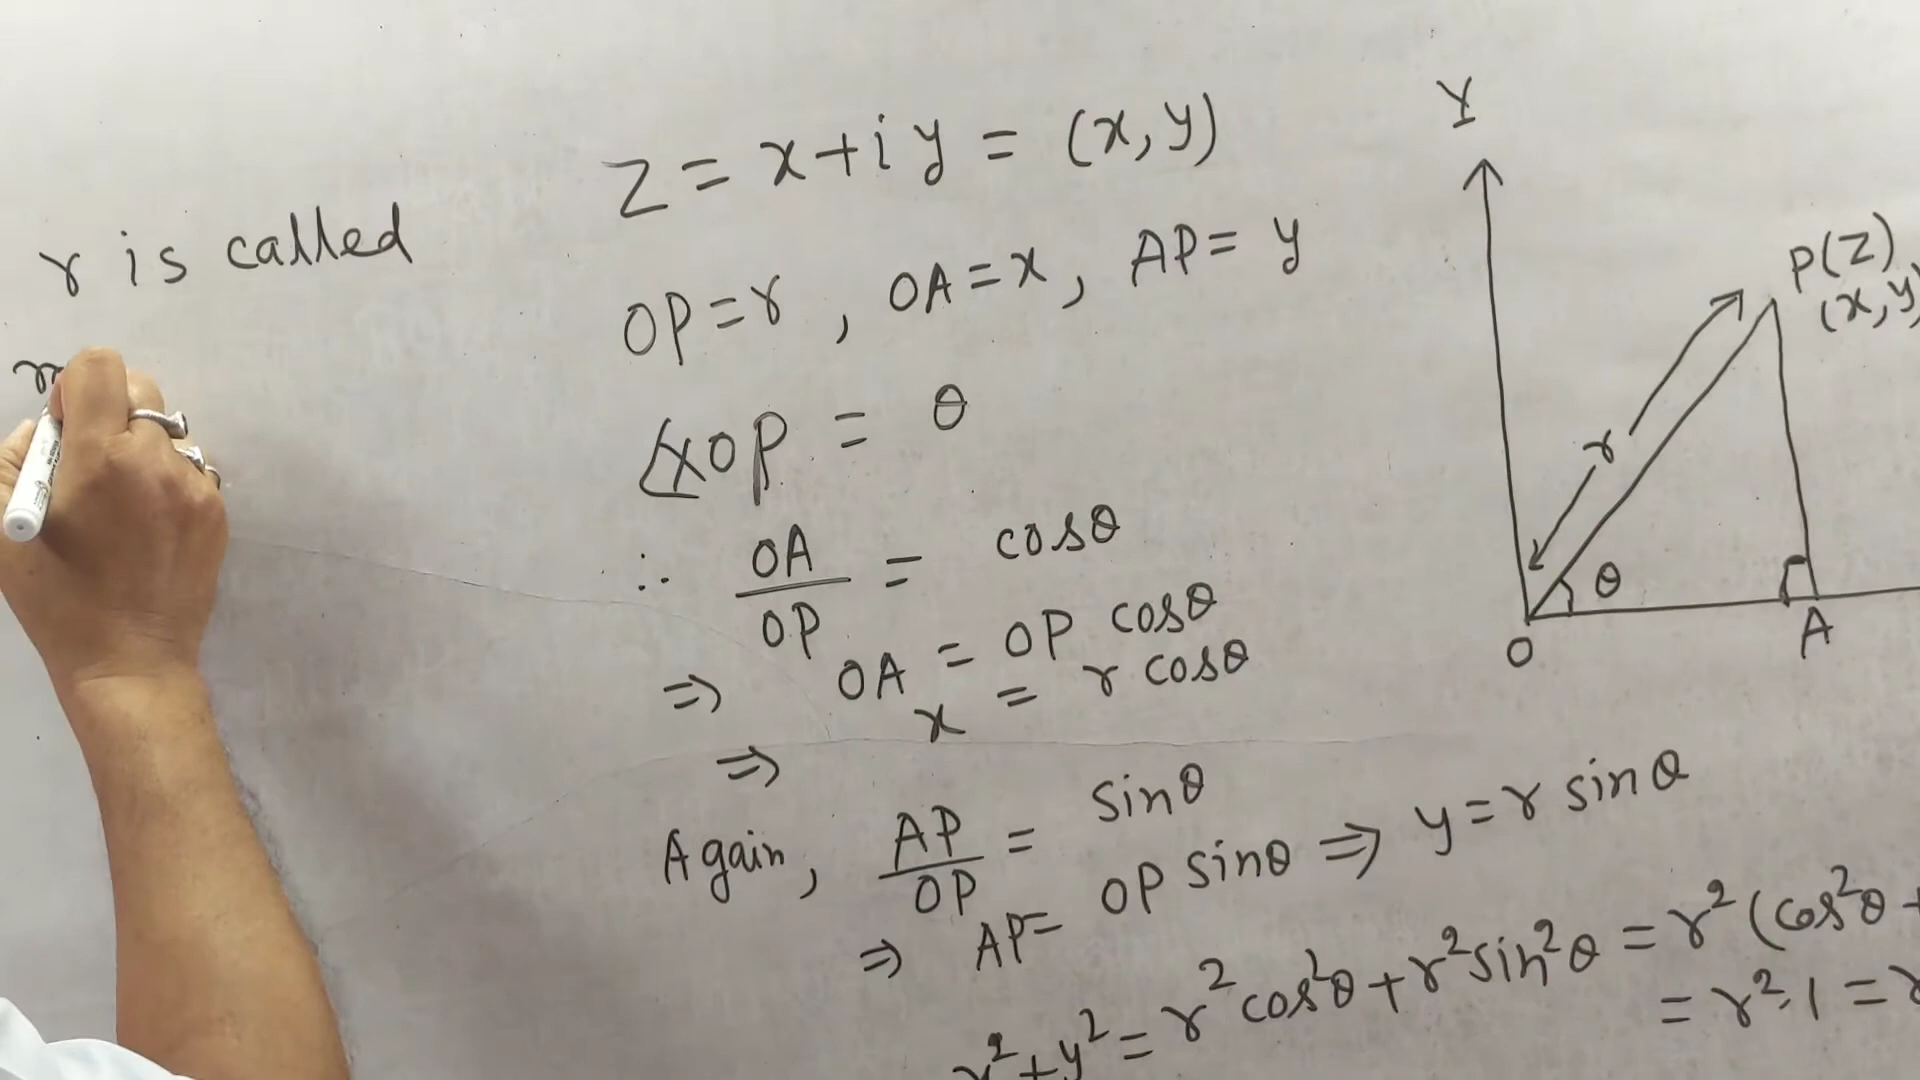 Z = x + i y = (x, y)
r is called
m
OP = r , OA = x , AP = y
∠XOP = θ
∴ OA/OP = cosθ
⇒ OA = OP cosθ
⇒ x = r cosθ
Again, AP/OP = sinθ
⇒ AP = OP sinθ ⇒ y = r sinθ
x² + y² = r² cos²θ + r² sin²θ = r² (cos²θ +
= r². 1 = r
Y
P(Z)
(x, y)
r
θ
O
A